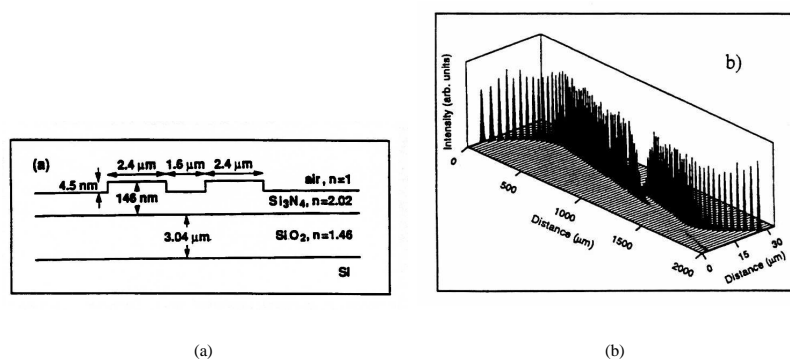 (a)
2.4 μm 1.6 μm 2.4 μm
air, n=1
4.5 nm
146 nm
Si₃N₄, n=2.02
3.04 μm
SiO₂, n=1.46
Si
b)
Intensity (arb. units)
0
500
1000
1500
2000
Distance (μm)
0
15
30
Distance (μm)
(a)
(b)